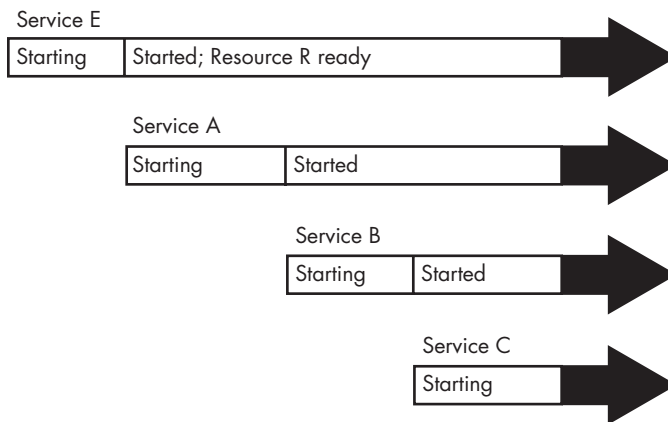 Service E
Starting Started; Resource R ready
Service A
Starting Started
Service B
Starting Started
Service C
Starting